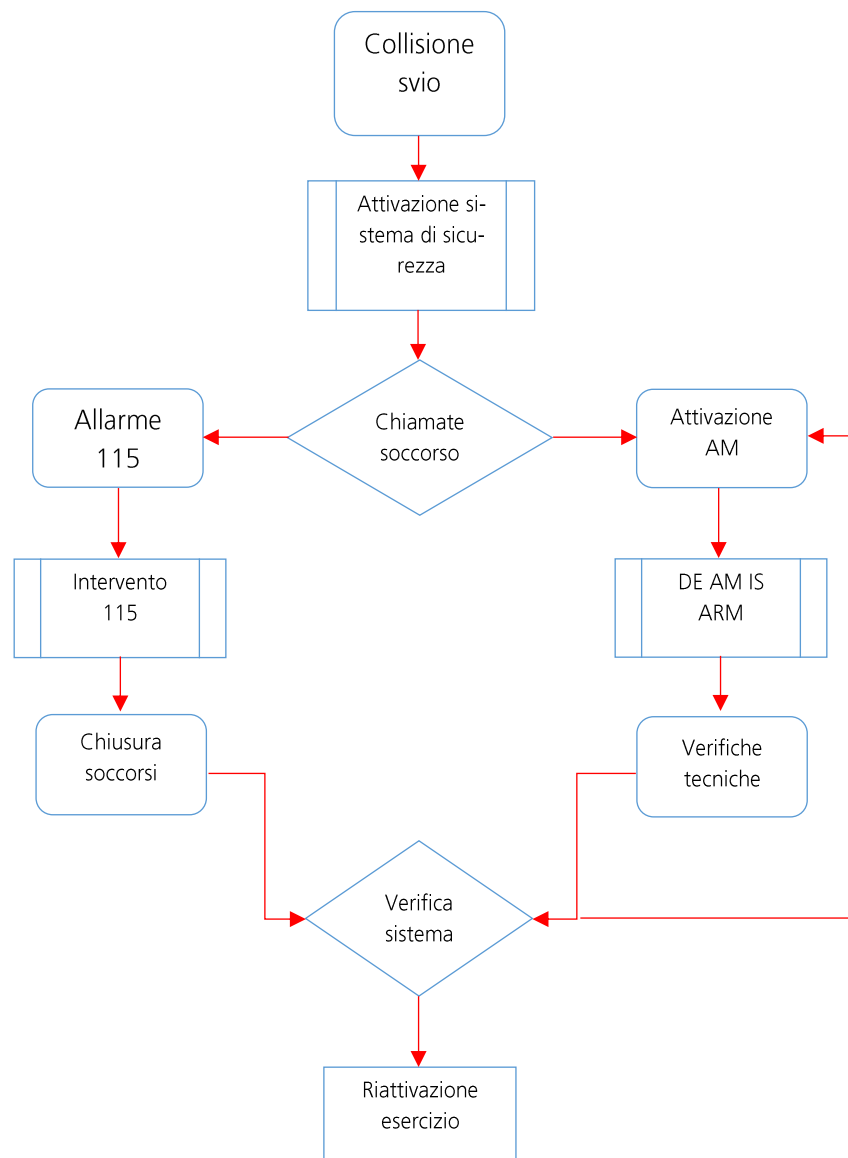 Collisione
svio
Attivazione si-
stema di sicu-
rezza
Chiamate
soccorso
Allarme
115
Attivazione
AM
Intervento
115
DE AM IS
ARM
Chiusura
soccorsi
Verifiche
tecniche
Verifica
sistema
Riattivazione
esercizio